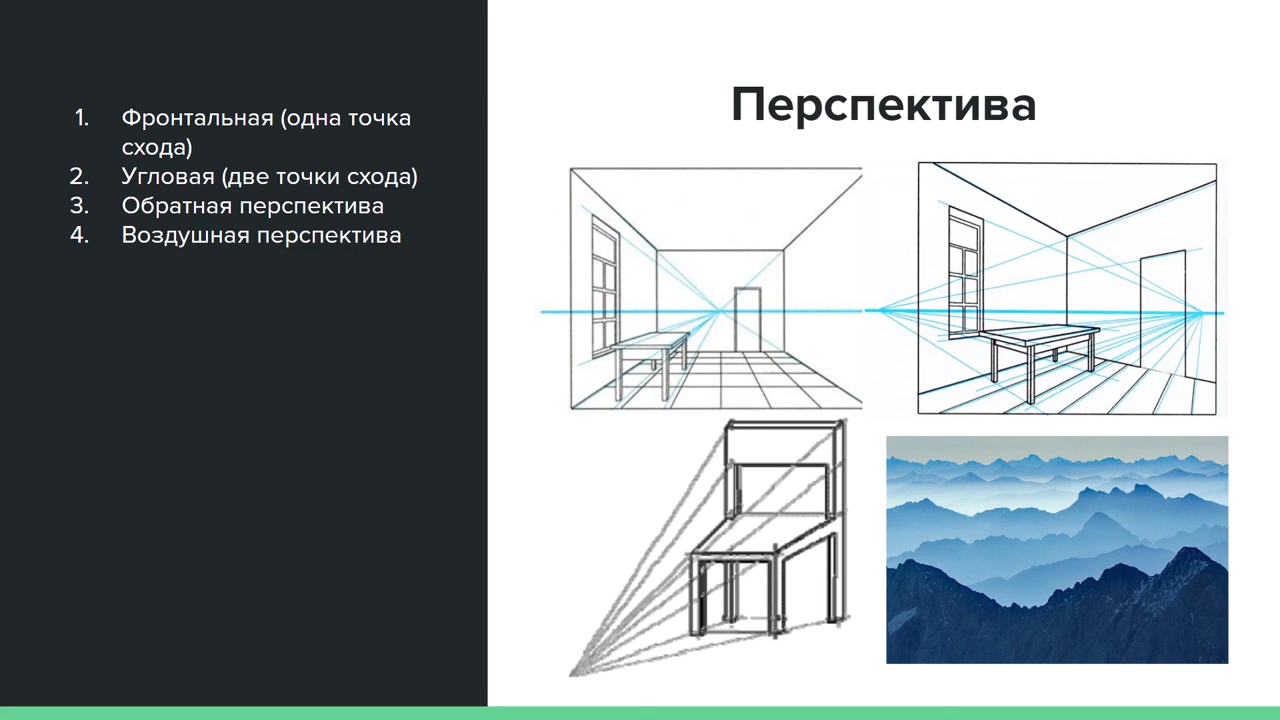 Перспектива
1. Фронтальная (одна точка
схода)
2. Угловая (две точки схода)
3. Обратная перспектива
4. Воздушная перспектива